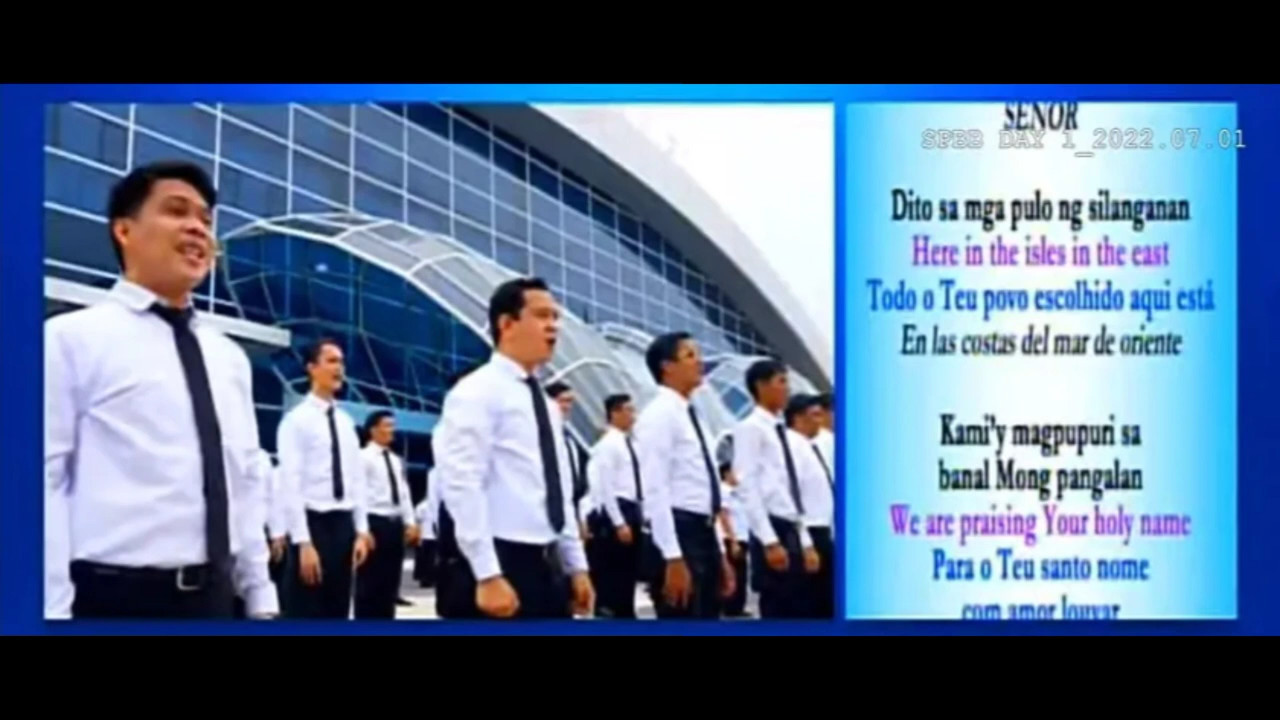 SEÑOR
SPBB DAY 1_2022.07.01
Dito sa mga pulo ng silanganan
Here in the isles in the east
Todo o Teu povo escolhido aqui está
En las costas del mar de oriente
Kami'y magpupuri sa
banal Mong pangalan
We are praising Your holy name
Para o Teu santo nome
com amor louvar